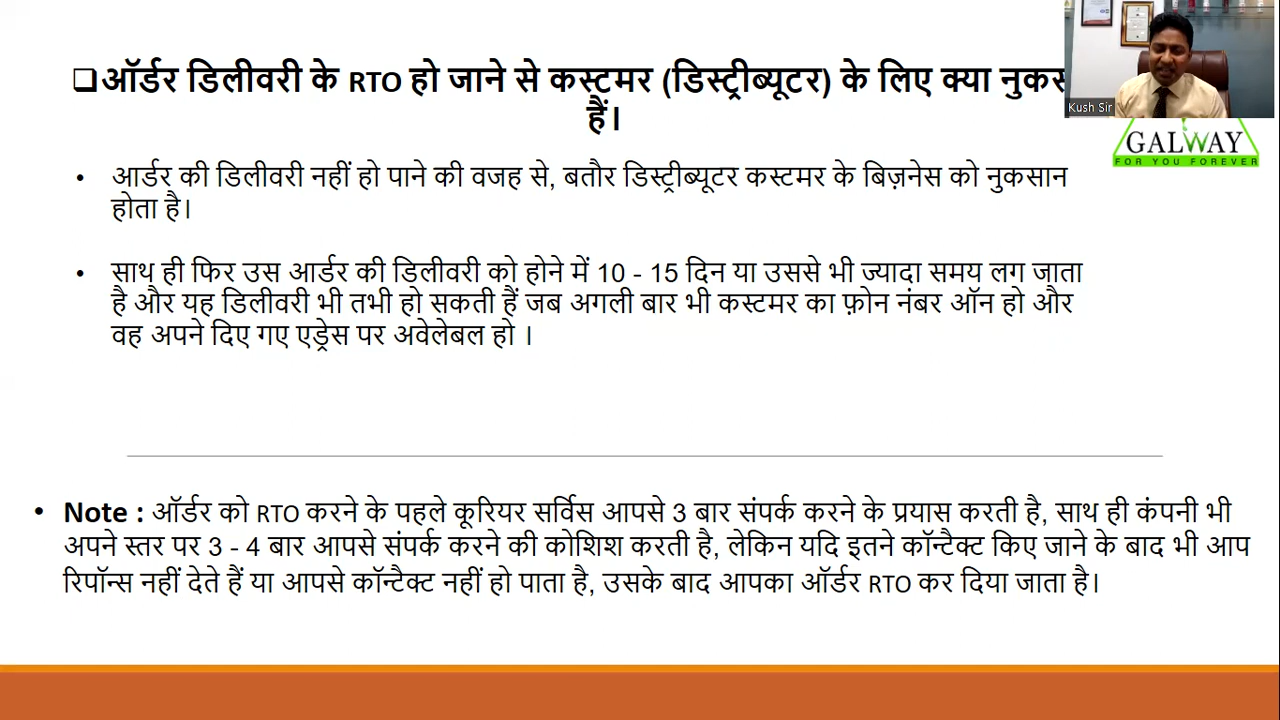 ❑ऑर्डर डिलीवरी के RTO हो जाने से कस्टमर (डिस्ट्रीब्यूटर) के लिए क्या
हैं।
Kush Sir
GALWAY
FOR YOU FOREVER
• आर्डर की डिलीवरी नहीं हो पाने की वजह से, बतौर डिस्ट्रीब्यूटर कस्टमर के बिज़नेस को नुकसान
होता है।
• साथ ही फिर उस आर्डर की डिलीवरी को होने में 10 - 15 दिन या उससे भी ज्यादा समय लग जाता
है और यह डिलीवरी भी तभी हो सकती हैं जब अगली बार भी कस्टमर का फ़ोन नंबर ऑन हो और
वह अपने दिए गए एड्रेस पर अवेलेबल हो ।
• Note : ऑर्डर को RTO करने के पहले कूरियर सर्विस आपसे 3 बार संपर्क करने के प्रयास करती है, साथ ही कंपनी भी
अपने स्तर पर 3 - 4 बार आपसे संपर्क करने की कोशिश करती है, लेकिन यदि इतने कॉन्टैक्ट किए जाने के बाद भी आप
रिपॉन्स नहीं देते हैं या आपसे कॉन्टैक्ट नहीं हो पाता है, उसके बाद आपका ऑर्डर RTO कर दिया जाता है।